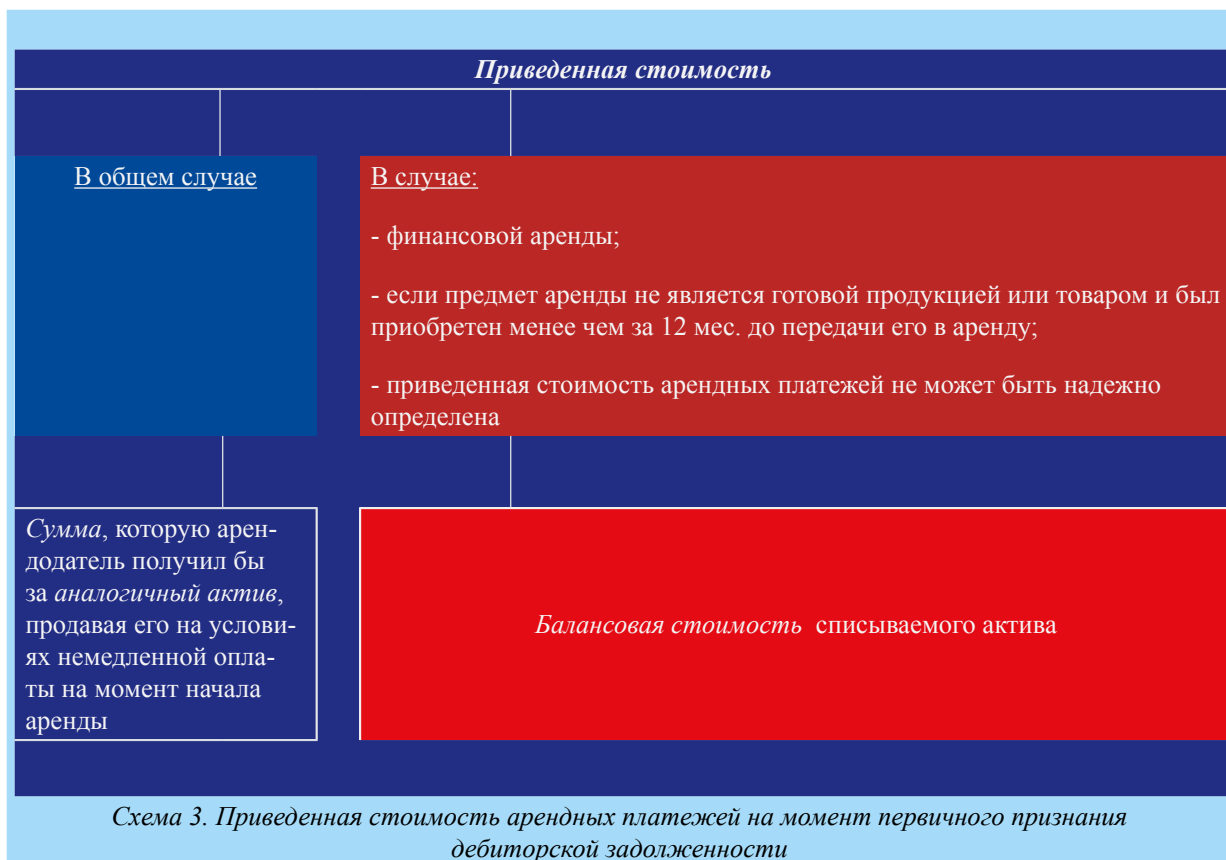 Приведенная стоимость
В общем случае
В случае:
- финансовой аренды;
- если предмет аренды не является готовой продукцией или товаром и был
приобретен менее чем за 12 мес. до передачи его в аренду;
- приведенная стоимость арендных платежей не может быть надежно
определена
Сумма, которую арен-
додатель получил бы
за аналогичный актив,
продавая его на услови-
ях немедленной опла-
ты на момент начала
аренды
Балансовая стоимость списываемого актива
Схема 3. Приведенная стоимость арендных платежей на момент первичного признания
дебиторской задолженности